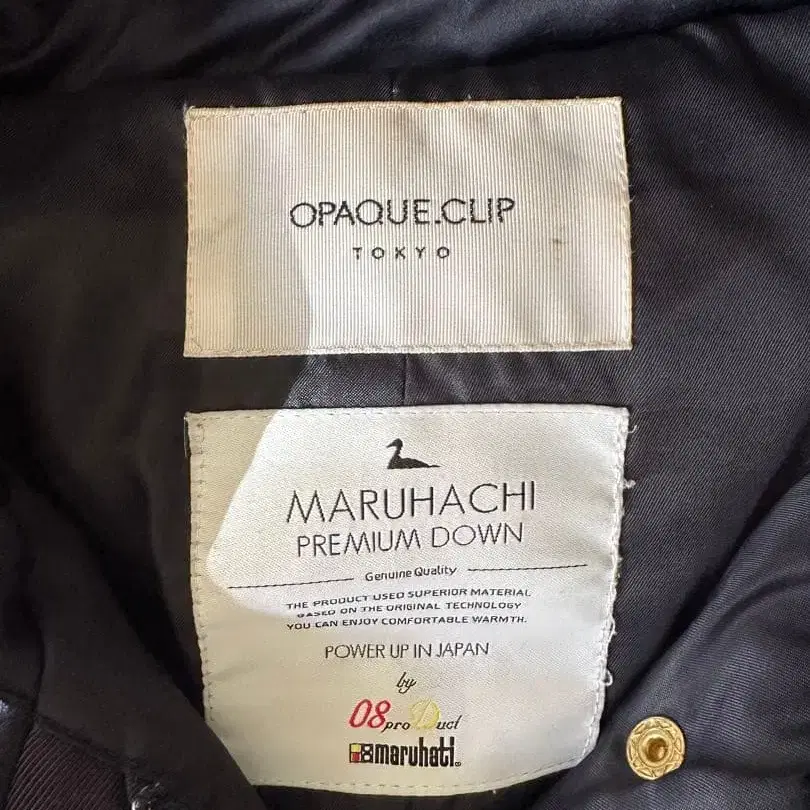 OPAQUE.CLIP
TOKYO
MARUHACHI
PREMIUM DOWN
Genuine Quality
THE PRODUCT USED SUPERIOR MATERIAL
BASED ON THE ORIGINAL TECHNOLOGY
YOU CAN ENJOY COMFORTABLE WARMTH.
POWER UP IN JAPAN
by
08proDuct
maruhati